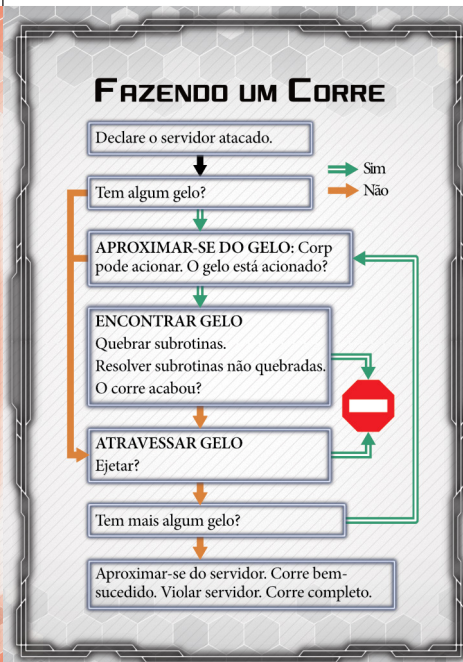 FAZENDO UM CORRE
Declare o servidor atacado.
Sim
Não
Tem algum gelo?
APROXIMAR-SE DO GELO: Corp
pode acionar. O gelo está acionado?
ENCONTRAR GELO
Quebrar subrotinas.
Resolver subrotinas não quebradas.
O corre acabou?
ATRAVESSAR GELO
Ejetar?
Tem mais algum gelo?
Aproximar-se do servidor. Corre bem-
sucedido. Violar servidor. Corre completo.